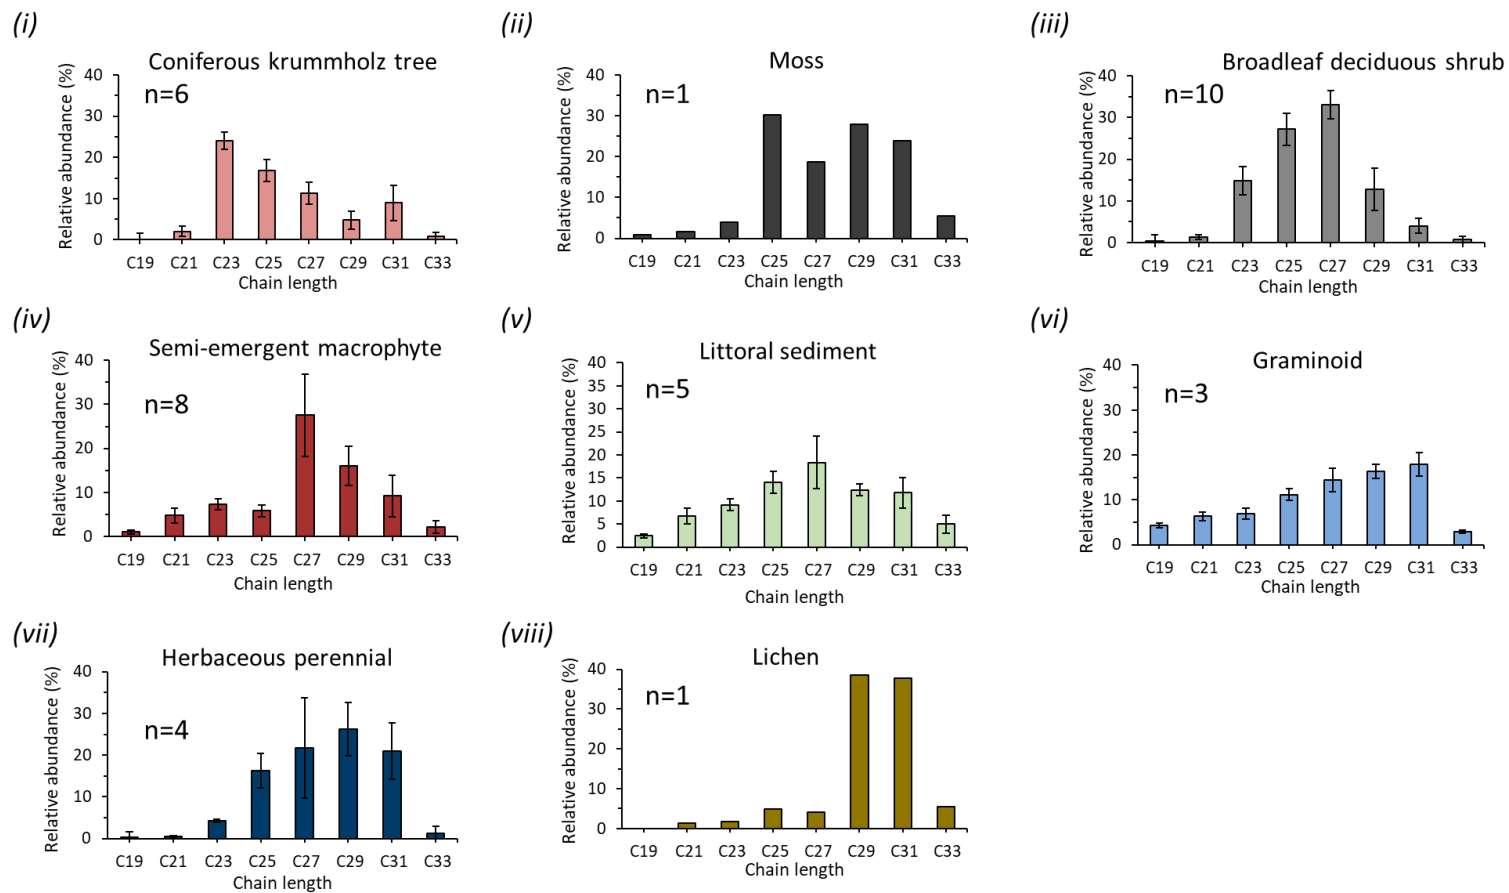 (i)
Coniferous krummholz tree
n=6
Relative abundance (%)
40
30
20
10
0
C19 C21 C23 C25 C27 C29 C31 C33
Chain length
(ii)
Moss
n=1
Relative abundance (%)
40
30
20
10
0
C19 C21 C23 C25 C27 C29 C31 C33
Chain length
(iii)
Broadleaf deciduous shrub
n=10
Relative abundance (%)
40
30
20
10
0
C19 C21 C23 C25 C27 C29 C31 C33
Chain length
(iv)
Semi-emergent macrophyte
n=8
Relative abundance (%)
40
30
20
10
0
C19 C21 C23 C25 C27 C29 C31 C33
Chain length
(v)
Littoral sediment
n=5
Relative abundance (%)
40
35
30
25
20
15
10
5
0
C19 C21 C23 C25 C27 C29 C31 C33
Chain length
(vi)
Graminoid
n=3
Relative abundance (%)
40
30
20
10
0
C19 C21 C23 C25 C27 C29 C31 C33
Chain length
(vii)
Herbaceous perennial
n=4
Relative abundance (%)
40
30
20
10
0
C19 C21 C23 C25 C27 C29 C31 C33
Chain length
(viii)
Lichen
n=1
Relative abundance (%)
40
30
20
10
0
C19 C21 C23 C25 C27 C29 C31 C33
Chain length